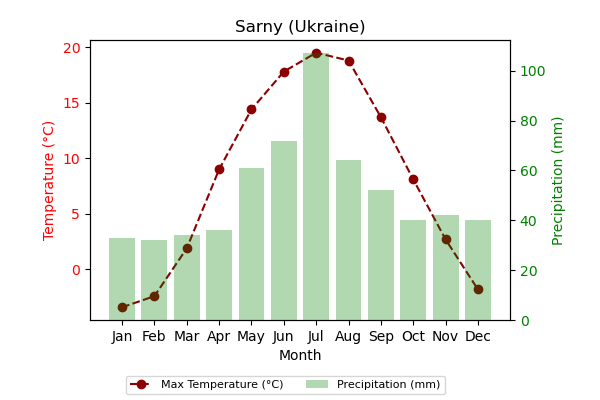 Sarny (Ukraine)
20
15
10
5
0
Temperature (°C)
100
80
60
40
20
0
Precipitation (mm)
Jan Feb Mar Apr May Jun Jul Aug Sep Oct Nov Dec
Month
Max Temperature (°C) Precipitation (mm)